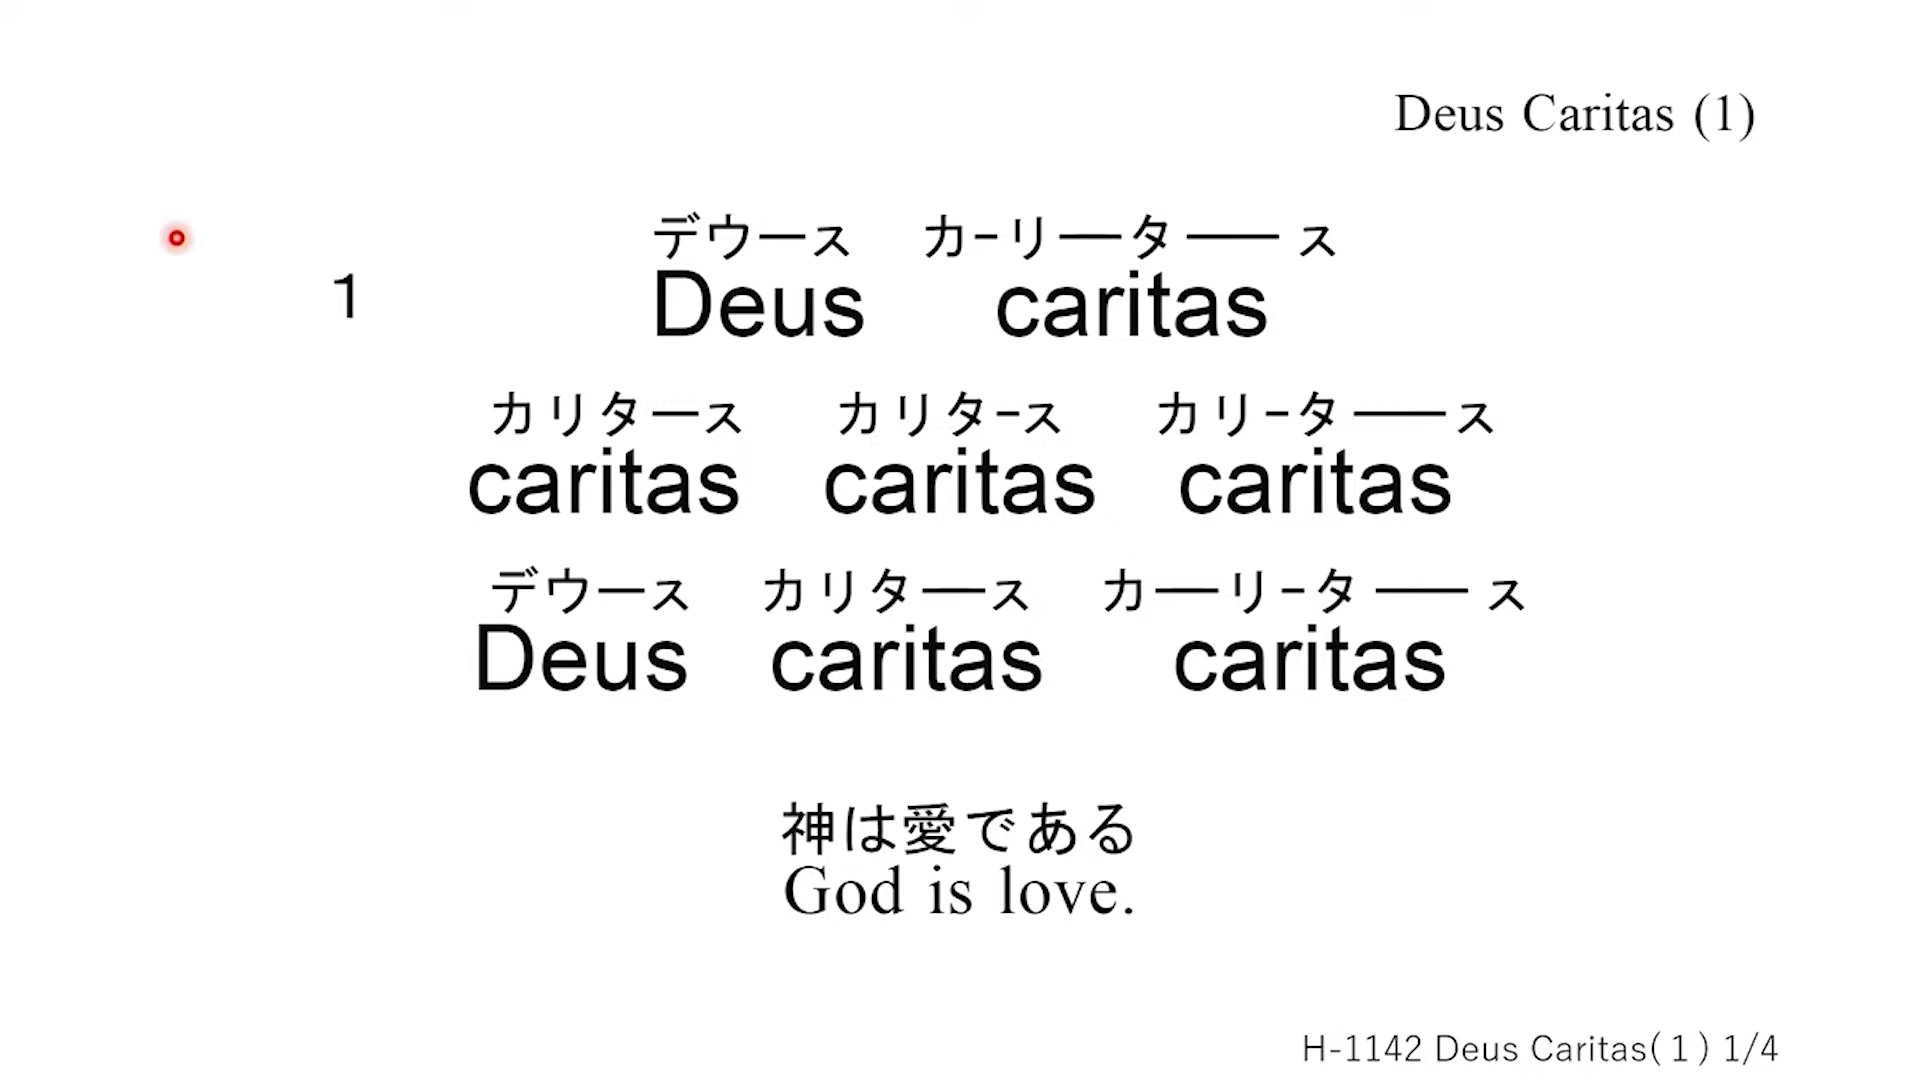 Deus Caritas (1)
デウ―ス カ-リ―タ―ス
1 Deus caritas
カリタ―ス カリタ-ス カリ-タ―ス
caritas caritas caritas
デウ―ス カリタ―ス カ―リ-タ―ス
Deus caritas caritas
神は愛である
God is love.
H-1142 Deus Caritas(1) 1/4